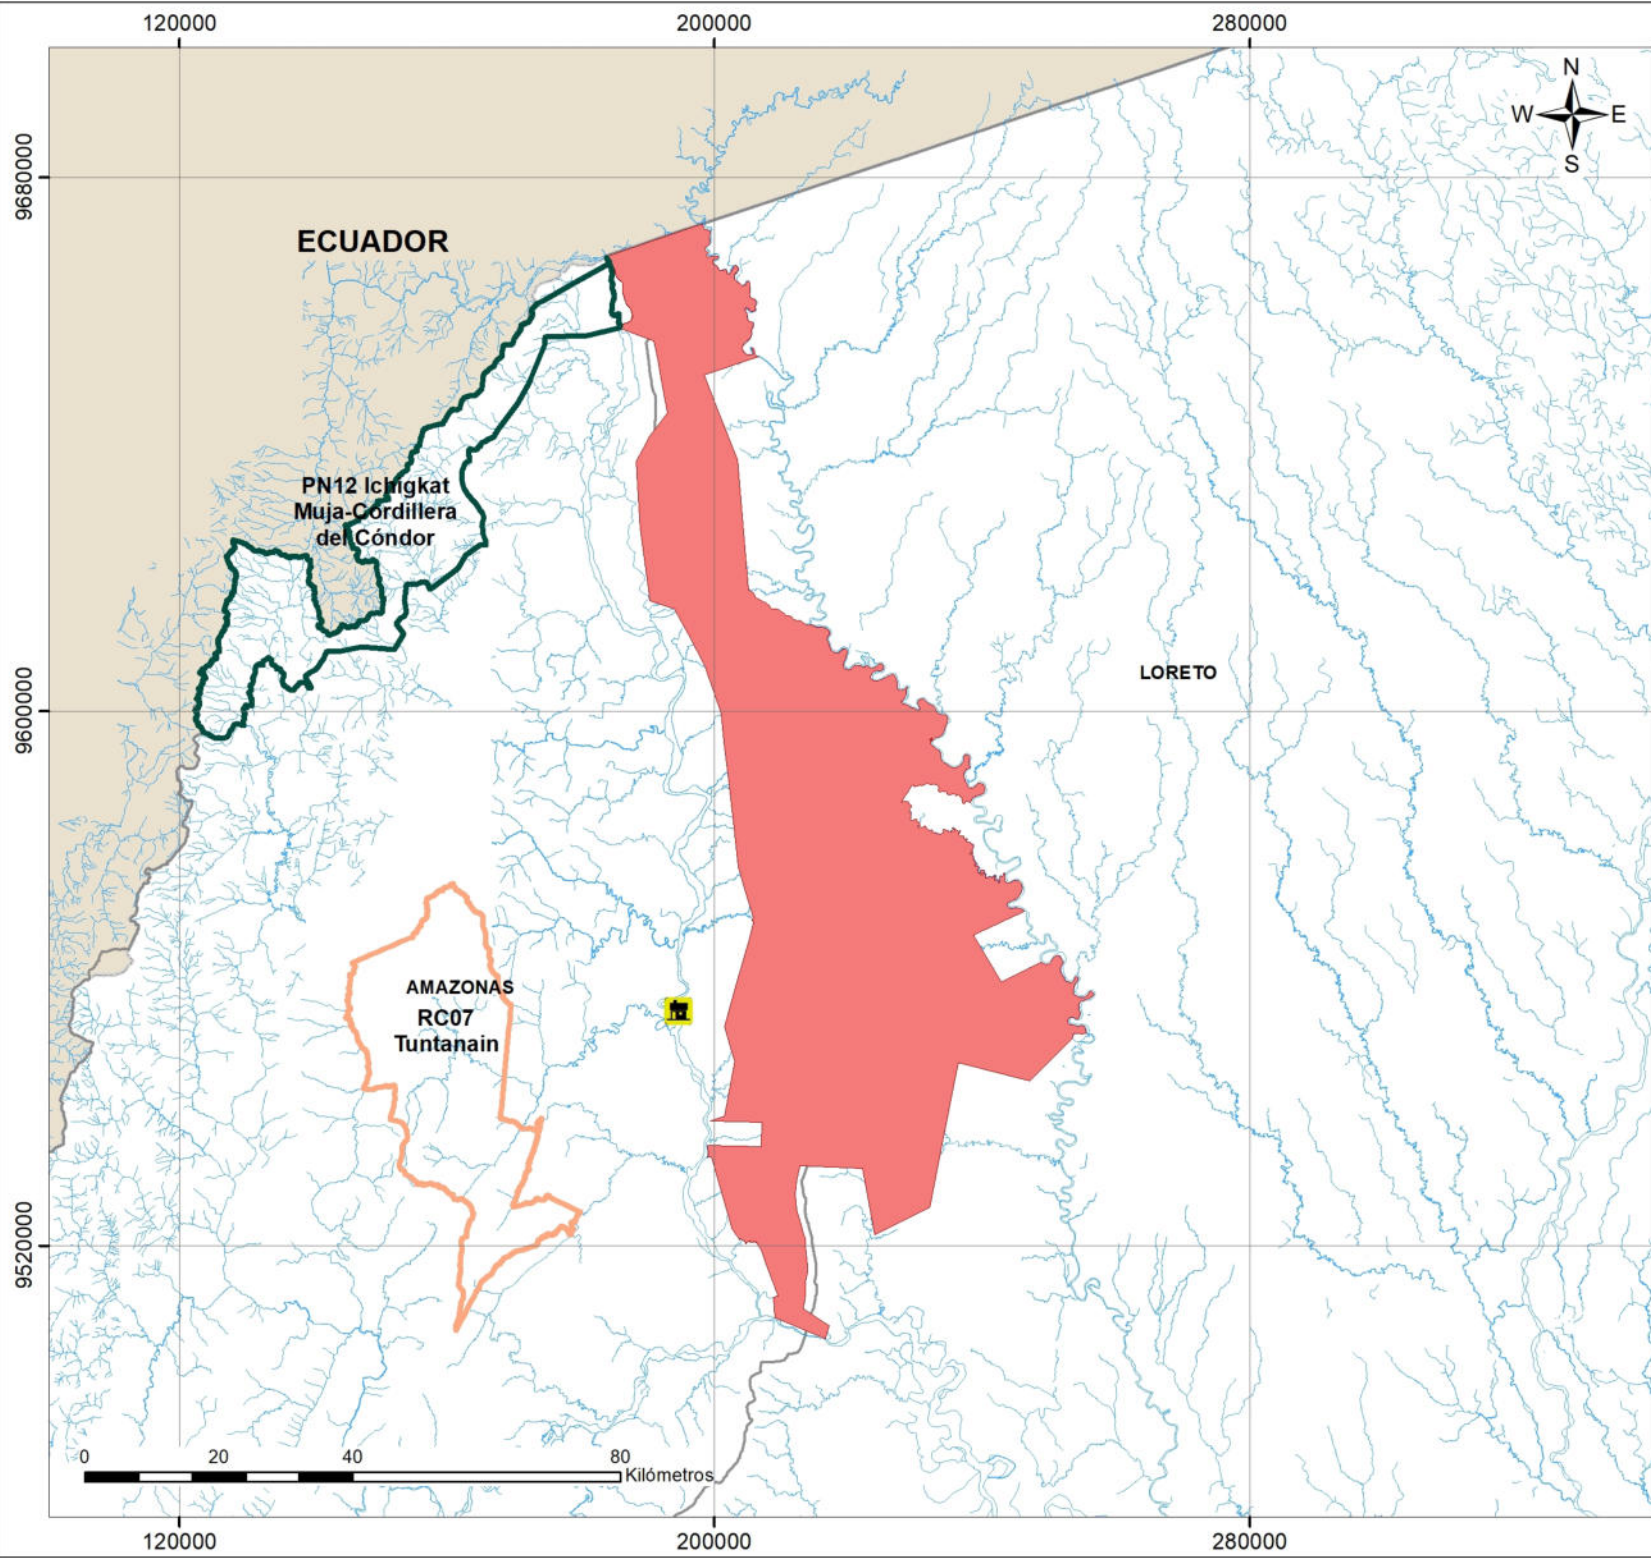 120000
200000
280000
N
W
E
S
9680000
ECUADOR
PN12 Ichigkat
Muja-Cordillera
del Cóndor
LORETO
9600000
AMAZONAS
RC07
Tuntanain
9520000
0
20
40
80
Kilómetros
120000
200000
280000